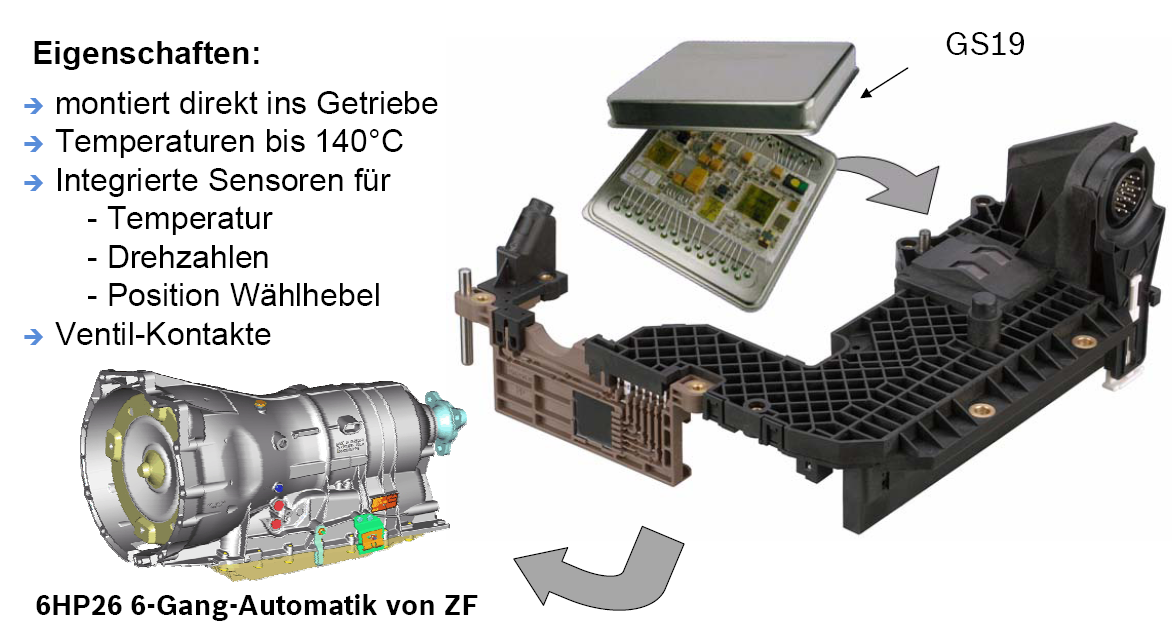 Eigenschaften:
→ montiert direkt ins Getriebe
→ Temperaturen bis 140°C
→ Integrierte Sensoren für
- Temperatur
- Drehzahlen
- Position Wählhebel
→ Ventil-Kontakte
GS19
6HP26 6-Gang-Automatik von ZF